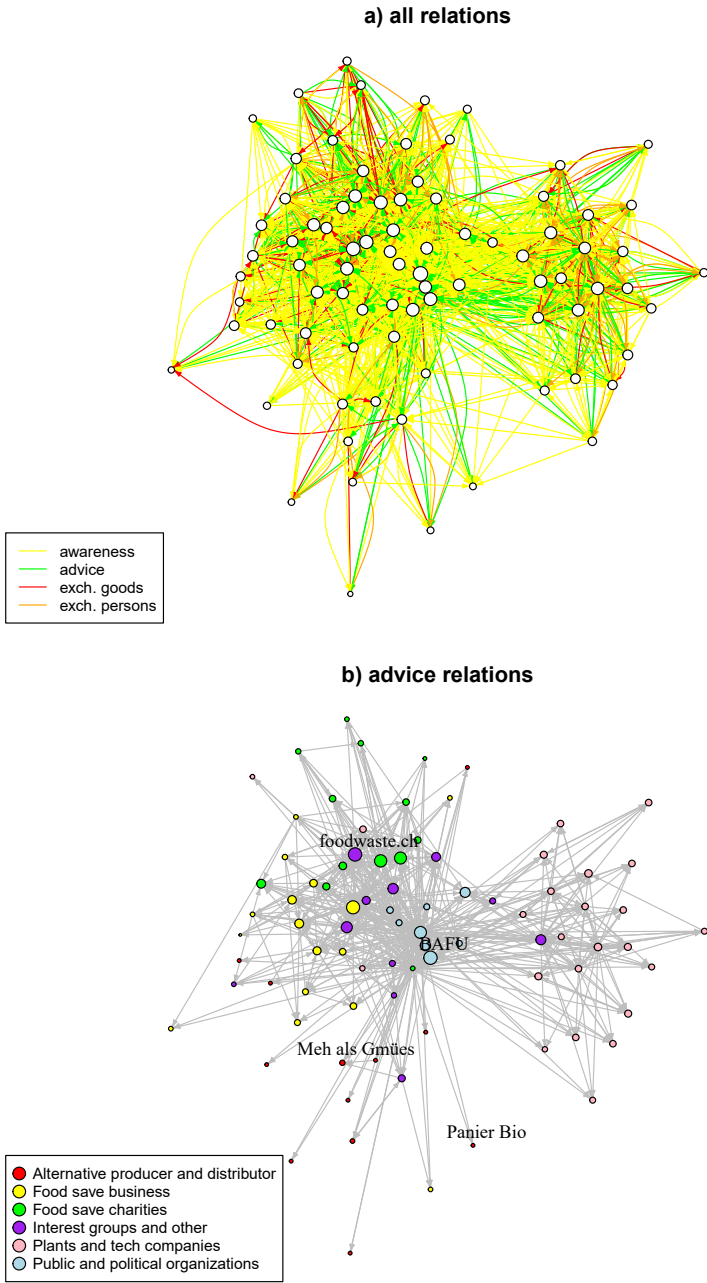 a) all relations
awareness
advice
exch. goods
exch. persons
b) advice relations
foodwaste.ch
BAFU
Meh als Gmües
Panier Bio
Alternative producer and distributor
Food save business
Food save charities
Interest groups and other
Plants and tech companies
Public and political organizations